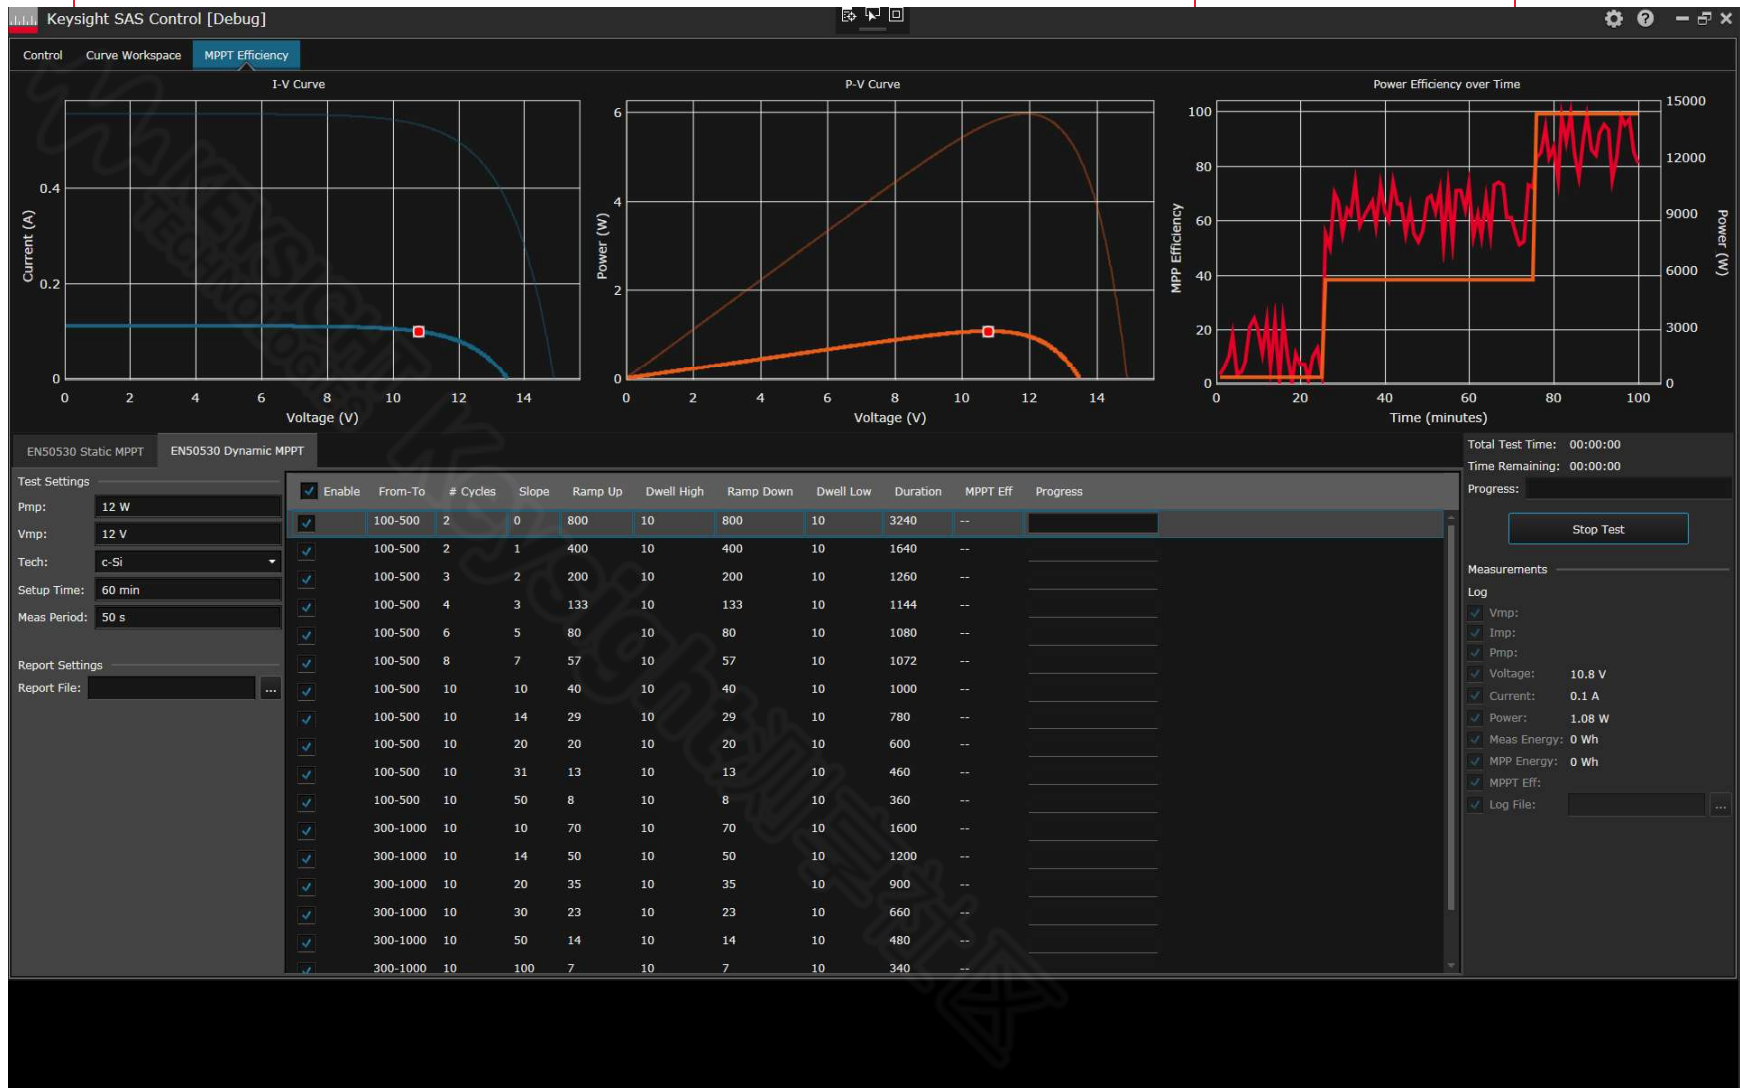 Keysight SAS Control [Debug]
Control Curve Workspace MPPT Efficiency
I-V Curve
Current (A)
0.4
0.2
0
0 2 4 6 8 10 12 14
Voltage (V)
P-V Curve
Power (W)
6
4
2
0
0 2 4 6 8 10 12 14
Voltage (V)
Power Efficiency over Time
MPP Efficiency
100
80
60
40
20
0
15000
12000
9000
6000
3000
0
Power (W)
0 20 40 60 80 100
Time (minutes)
EN50530 Static MPPT EN50530 Dynamic MPPT
Test Settings
Pmp: 12 W
Vmp: 12 V
Tech: c-Si
Setup Time: 60 min
Meas Period: 50 s
Report Settings
Report File: ...
Enable From-To # Cycles Slope Ramp Up Dwell High Ramp Down Dwell Low Duration MPPT Eff Progress
100-500 2 0 800 10 800 10 3240 --
100-500 2 1 400 10 400 10 1640 --
100-500 3 2 200 10 200 10 1260 --
100-500 4 3 133 10 133 10 1144 --
100-500 6 5 80 10 80 10 1080 --
100-500 8 7 57 10 57 10 1072 --
100-500 10 10 40 10 40 10 1000 --
100-500 10 14 29 10 29 10 780 --
100-500 10 20 20 10 20 10 600 --
100-500 10 31 13 10 13 10 460 --
100-500 10 50 8 10 8 10 360 --
300-1000 10 10 70 10 70 10 1600 --
300-1000 10 14 50 10 50 10 1200 --
300-1000 10 20 35 10 35 10 900 --
300-1000 10 30 23 10 23 10 660 --
300-1000 10 50 14 10 14 10 480 --
300-1000 10 100 7 10 7 10 340 --
Total Test Time: 00:00:00
Time Remaining: 00:00:00
Progress:
Stop Test
Measurements
Log
Vmp:
Imp:
Pmp:
Voltage: 10.8 V
Current: 0.1 A
Power: 1.08 W
Meas Energy: 0 Wh
MPP Energy: 0 Wh
MPPT Eff:
Log File: ...
KEYSIGHT
TECHNOLOGIES
Keysight测享社区